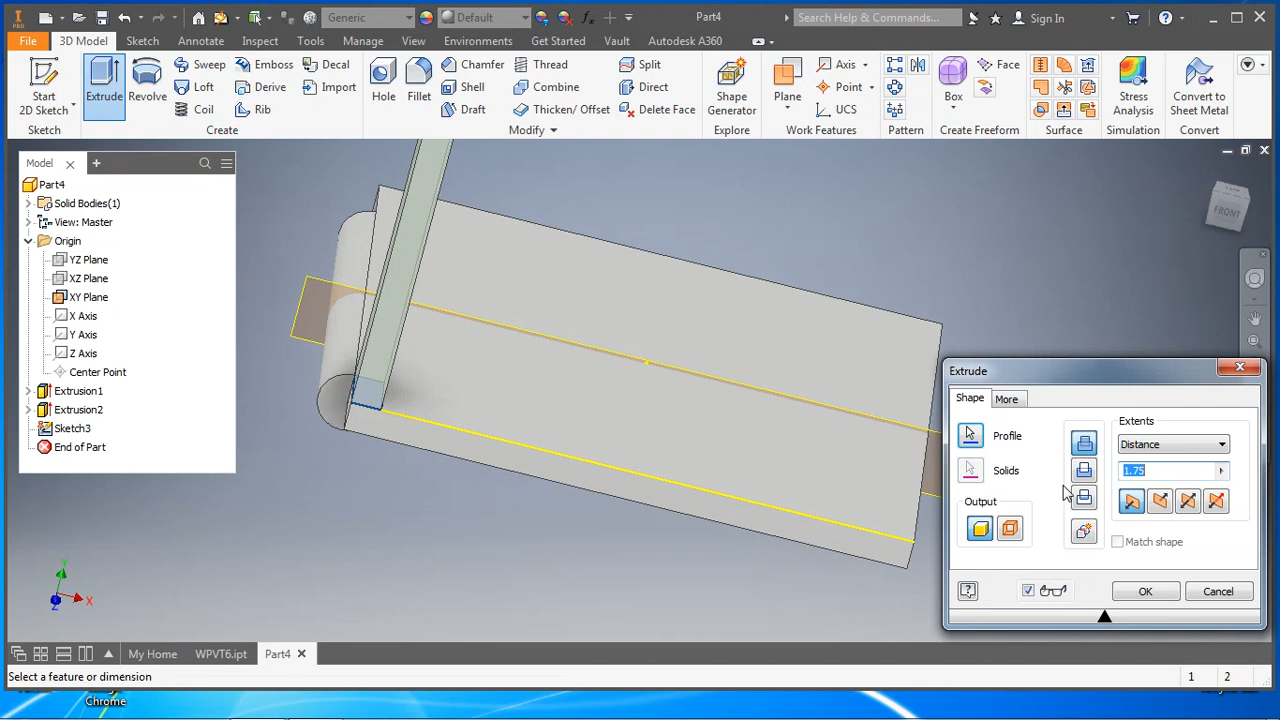 PRO
Generic
Default
fx
Part4
Search Help & Commands...
Sign In
File
3D Model
Sketch
Annotate
Inspect
Tools
Manage
View
Environments
Get Started
Vault
Autodesk A360
Start
2D Sketch
Extrude
Revolve
Sweep
Loft
Coil
Emboss
Derive
Rib
Decal
Import
Hole
Fillet
Chamfer
Shell
Draft
Thread
Combine
Thicken/ Offset
Split
Direct
Delete Face
Shape
Generator
Plane
Axis
Point
UCS
Box
Face
Stress
Analysis
Convert to
Sheet Metal
Sketch
Create
Modify
Explore
Work Features
Pattern
Create Freeform
Surface
Simulation
Convert
Model
Part4
Solid Bodies(1)
View: Master
Origin
YZ Plane
XZ Plane
XY Plane
X Axis
Y Axis
Z Axis
Center Point
Extrusion1
Extrusion2
Sketch3
End of Part
FRONT
Extrude
Shape
More
Profile
Solids
Output
Extents
Distance
1.75
Match shape
OK
Cancel
Y
X
Z
My Home
WPVT6.ipt
Part4
Select a feature or dimension
1
2
Chrome